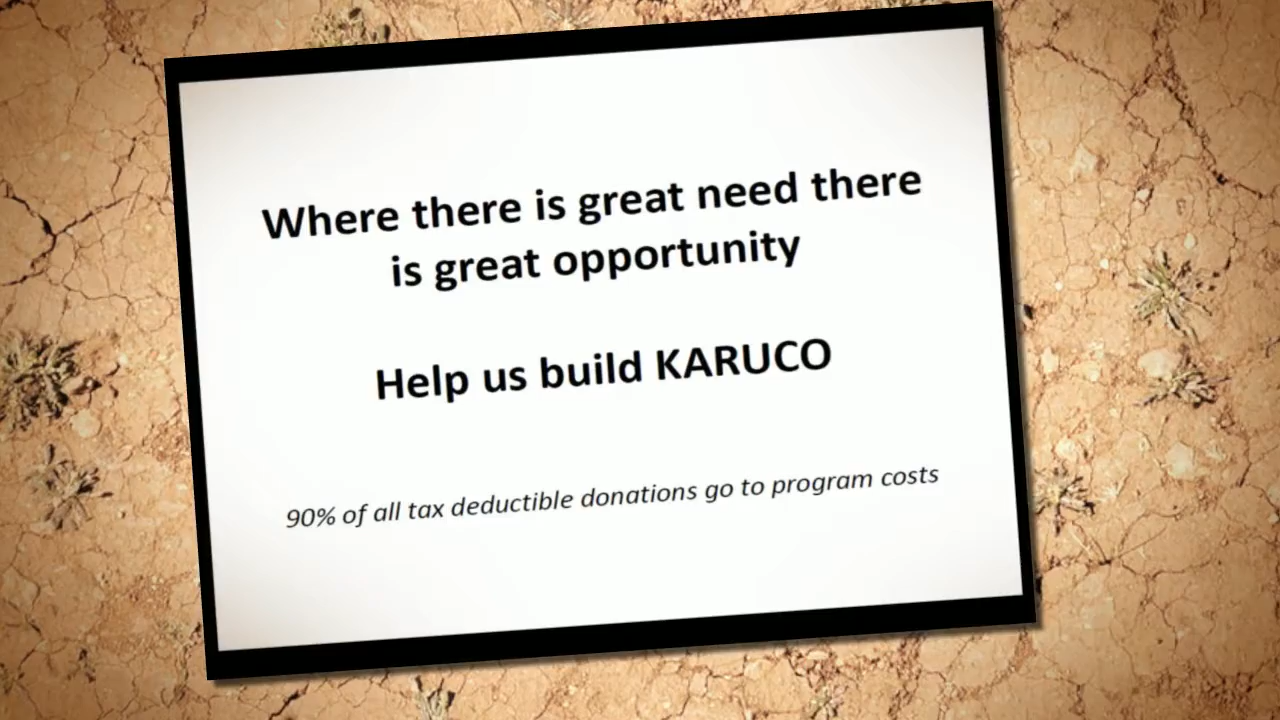 Where there is great need there
is great opportunity
Help us build KARUCO
90% of all tax deductible donations go to program costs